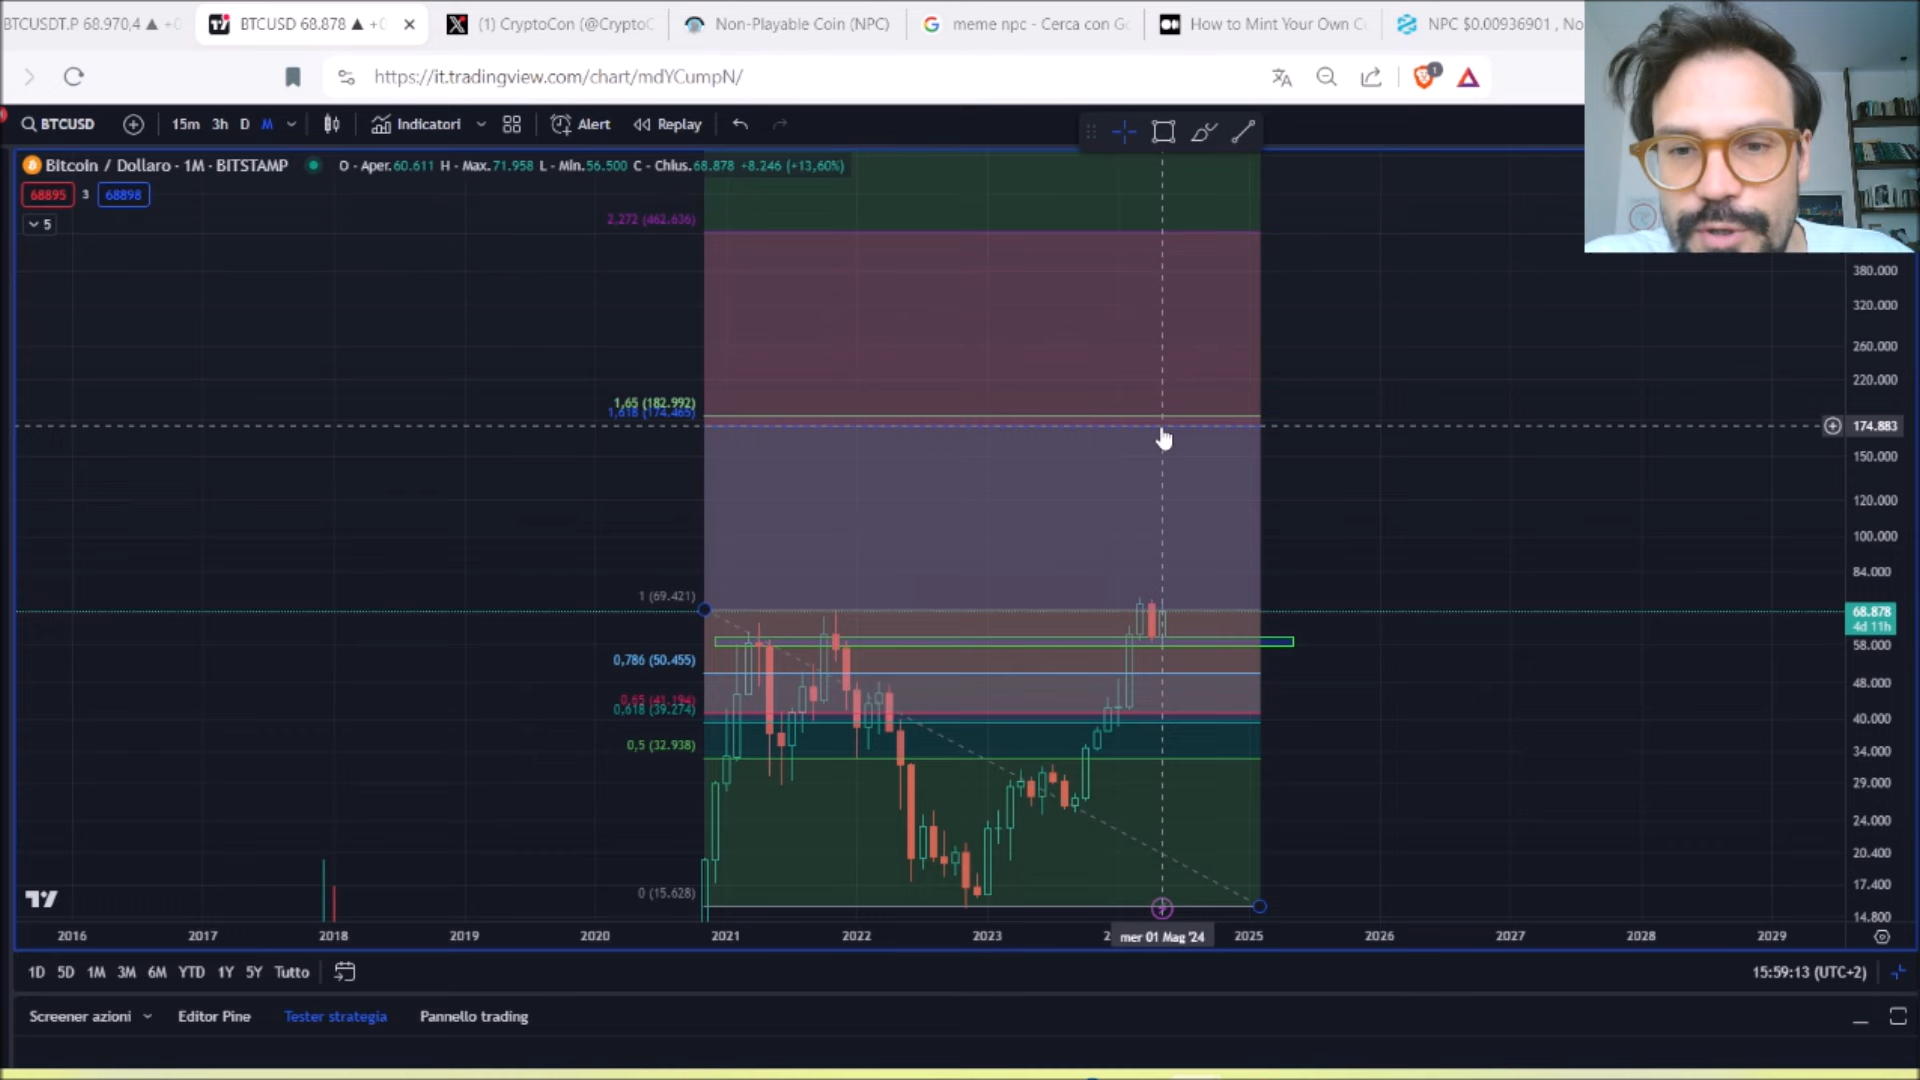 BTCUSDT.P 68.970,4 ▲ +0
BTCUSD 68.878 ▲ +0
(1) CryptoCon (@CryptoC
Non-Playable Coin (NPC)
meme npc - Cerca con Go
How to Mint Your Own C
NPC $0.00936901 , No
https://it.tradingview.com/chart/mdYCumpN/
1
BTCUSD
15m 3h D M
Indicatori
Alert
Replay
Bitcoin / Dollaro · 1M · BITSTAMP
O - Aper.60.611 H - Max.71.958 L - Min.56.500 C - Chius.68.878 +8.246 (+13,60%)
68895 3 68898
5
2,272 (462.636)
1,65 (182.992)
1,618 (174.465)
1 (69.421)
0,786 (50.455)
0,65 (41.194)
0,618 (39.274)
0,5 (32.938)
0 (15.628)
380.000
320.000
260.000
220.000
174.883
150.000
120.000
100.000
84.000
68.878
4d 11h
58.000
48.000
40.000
34.000
29.000
24.000
20.400
17.400
14.800
2016 2017 2018 2019 2020 2021 2022 2023 2 mer 01 Mag '24 2025 2026 2027 2028 2029
1D 5D 1M 3M 6M YTD 1Y 5Y Tutto
15:59:13 (UTC+2)
Screener azioni Editor Pine Tester strategia Pannello trading